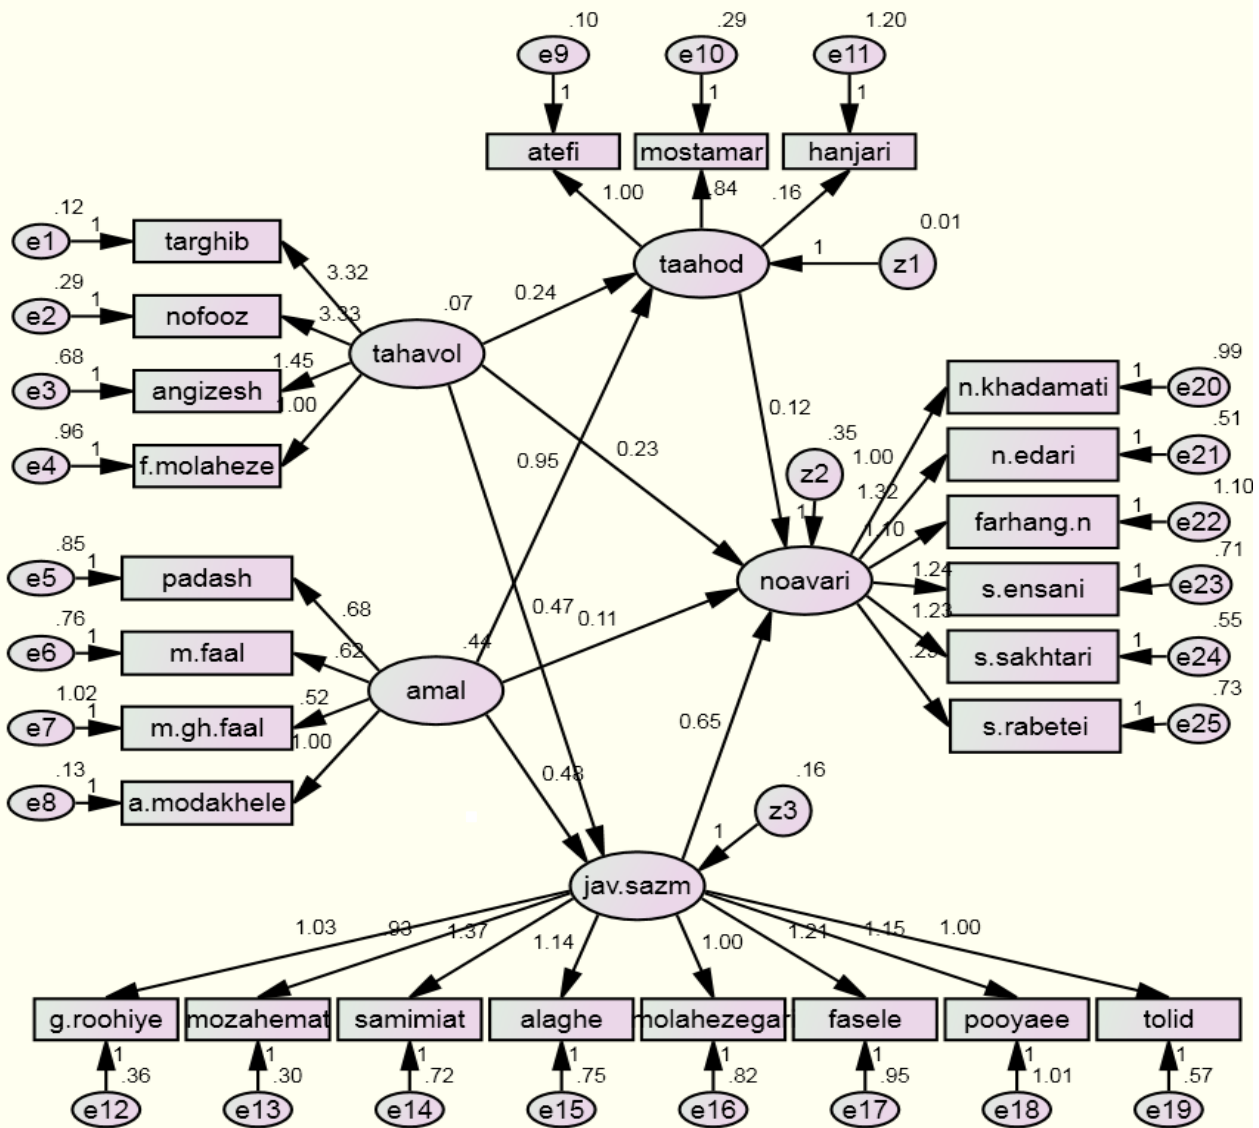 .10 .29 1.20
e9 e10 e11
1 1 1
atefi mostamar hanjari
1.00 .84 .16
.12
e1 1 targhib
taahod 1 z1 0.01
3.32
.29
e2 1 nofooz
3.33
.07
0.24
tahavol
.68
e3 1 angizesh
1.45
.96
e4 1 f.molaheze
1.00
0.95
0.23
0.12
.35
z2
1
n.khadamati 1 e20 .99
1.00
n.edari 1 e21 .51
1.32
farhang.n 1 e22 1.10
1.10
s.ensani 1 e23 .71
1.24
s.sakhtari 1 e24 .55
1.23
s.rabetei 1 e25 .73
noavari
.85
e5 1 padash
.68
.76
e6 1 m.faal
.62
1.02
e7 1 m.gh.faal
.52
.13
e8 1 a.modakhele
1.00
.44
amal
0.47
0.11
0.48
0.65
.16
z3
1
jav.sazm
1.03 .93 1.37 1.14 1.00 1.21 1.15 1.00
g.roohiye mozahemat samimiat alaghe fasele pooyaee tolid
1 1 1 1 1 1 1 1
.36 .30 .72 .75 .82 .95 1.01 .57
e12 e13 e14 e15 e16 e17 e18 e19